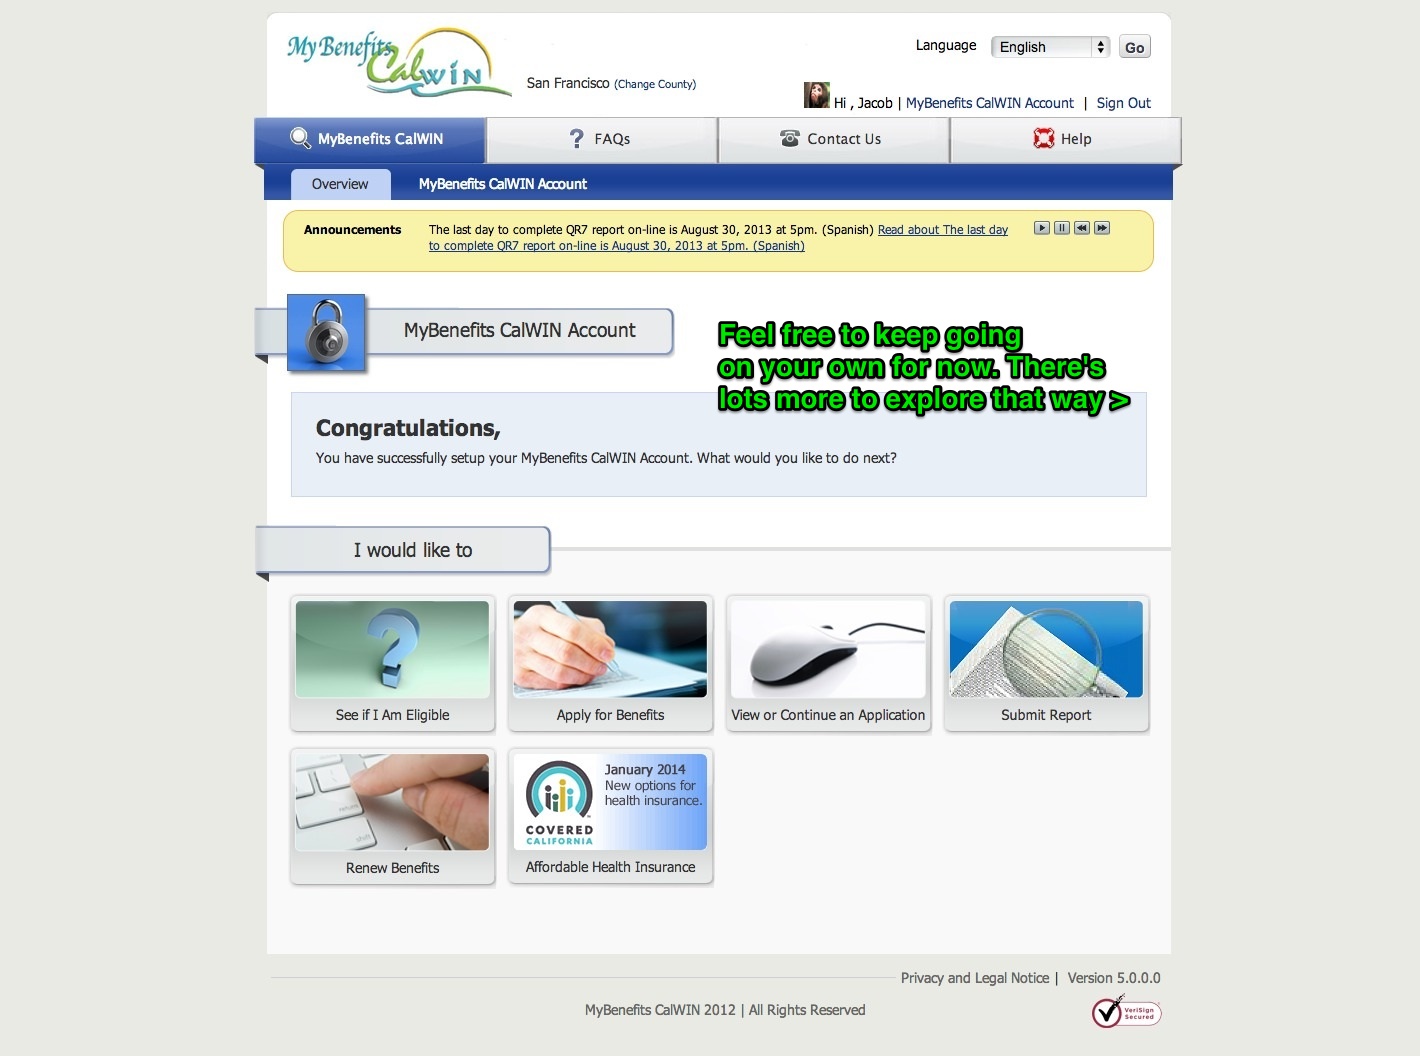 My Benefits
CalWIN
San Francisco (Change County)
Language English Go
Hi , Jacob | MyBenefits CalWIN Account | Sign Out
MyBenefits CalWIN
FAQs
Contact Us
Help
Overview
MyBenefits CalWIN Account
Announcements
The last day to complete QR7 report on-line is August 30, 2013 at 5pm. (Spanish) Read about The last day
to complete QR7 report on-line is August 30, 2013 at 5pm. (Spanish)
MyBenefits CalWIN Account
Feel free to keep going
on your own for now. There's
lots more to explore that way >
Congratulations,
You have successfully setup your MyBenefits CalWIN Account. What would you like to do next?
I would like to
See if I Am Eligible
Apply for Benefits
View or Continue an Application
Submit Report
return
shift
Renew Benefits
January 2014
New options for
health insurance.
COVERED
CALIFORNIA
Affordable Health Insurance
Privacy and Legal Notice | Version 5.0.0.0
MyBenefits CalWIN 2012 | All Rights Reserved
VeriSign
Secured